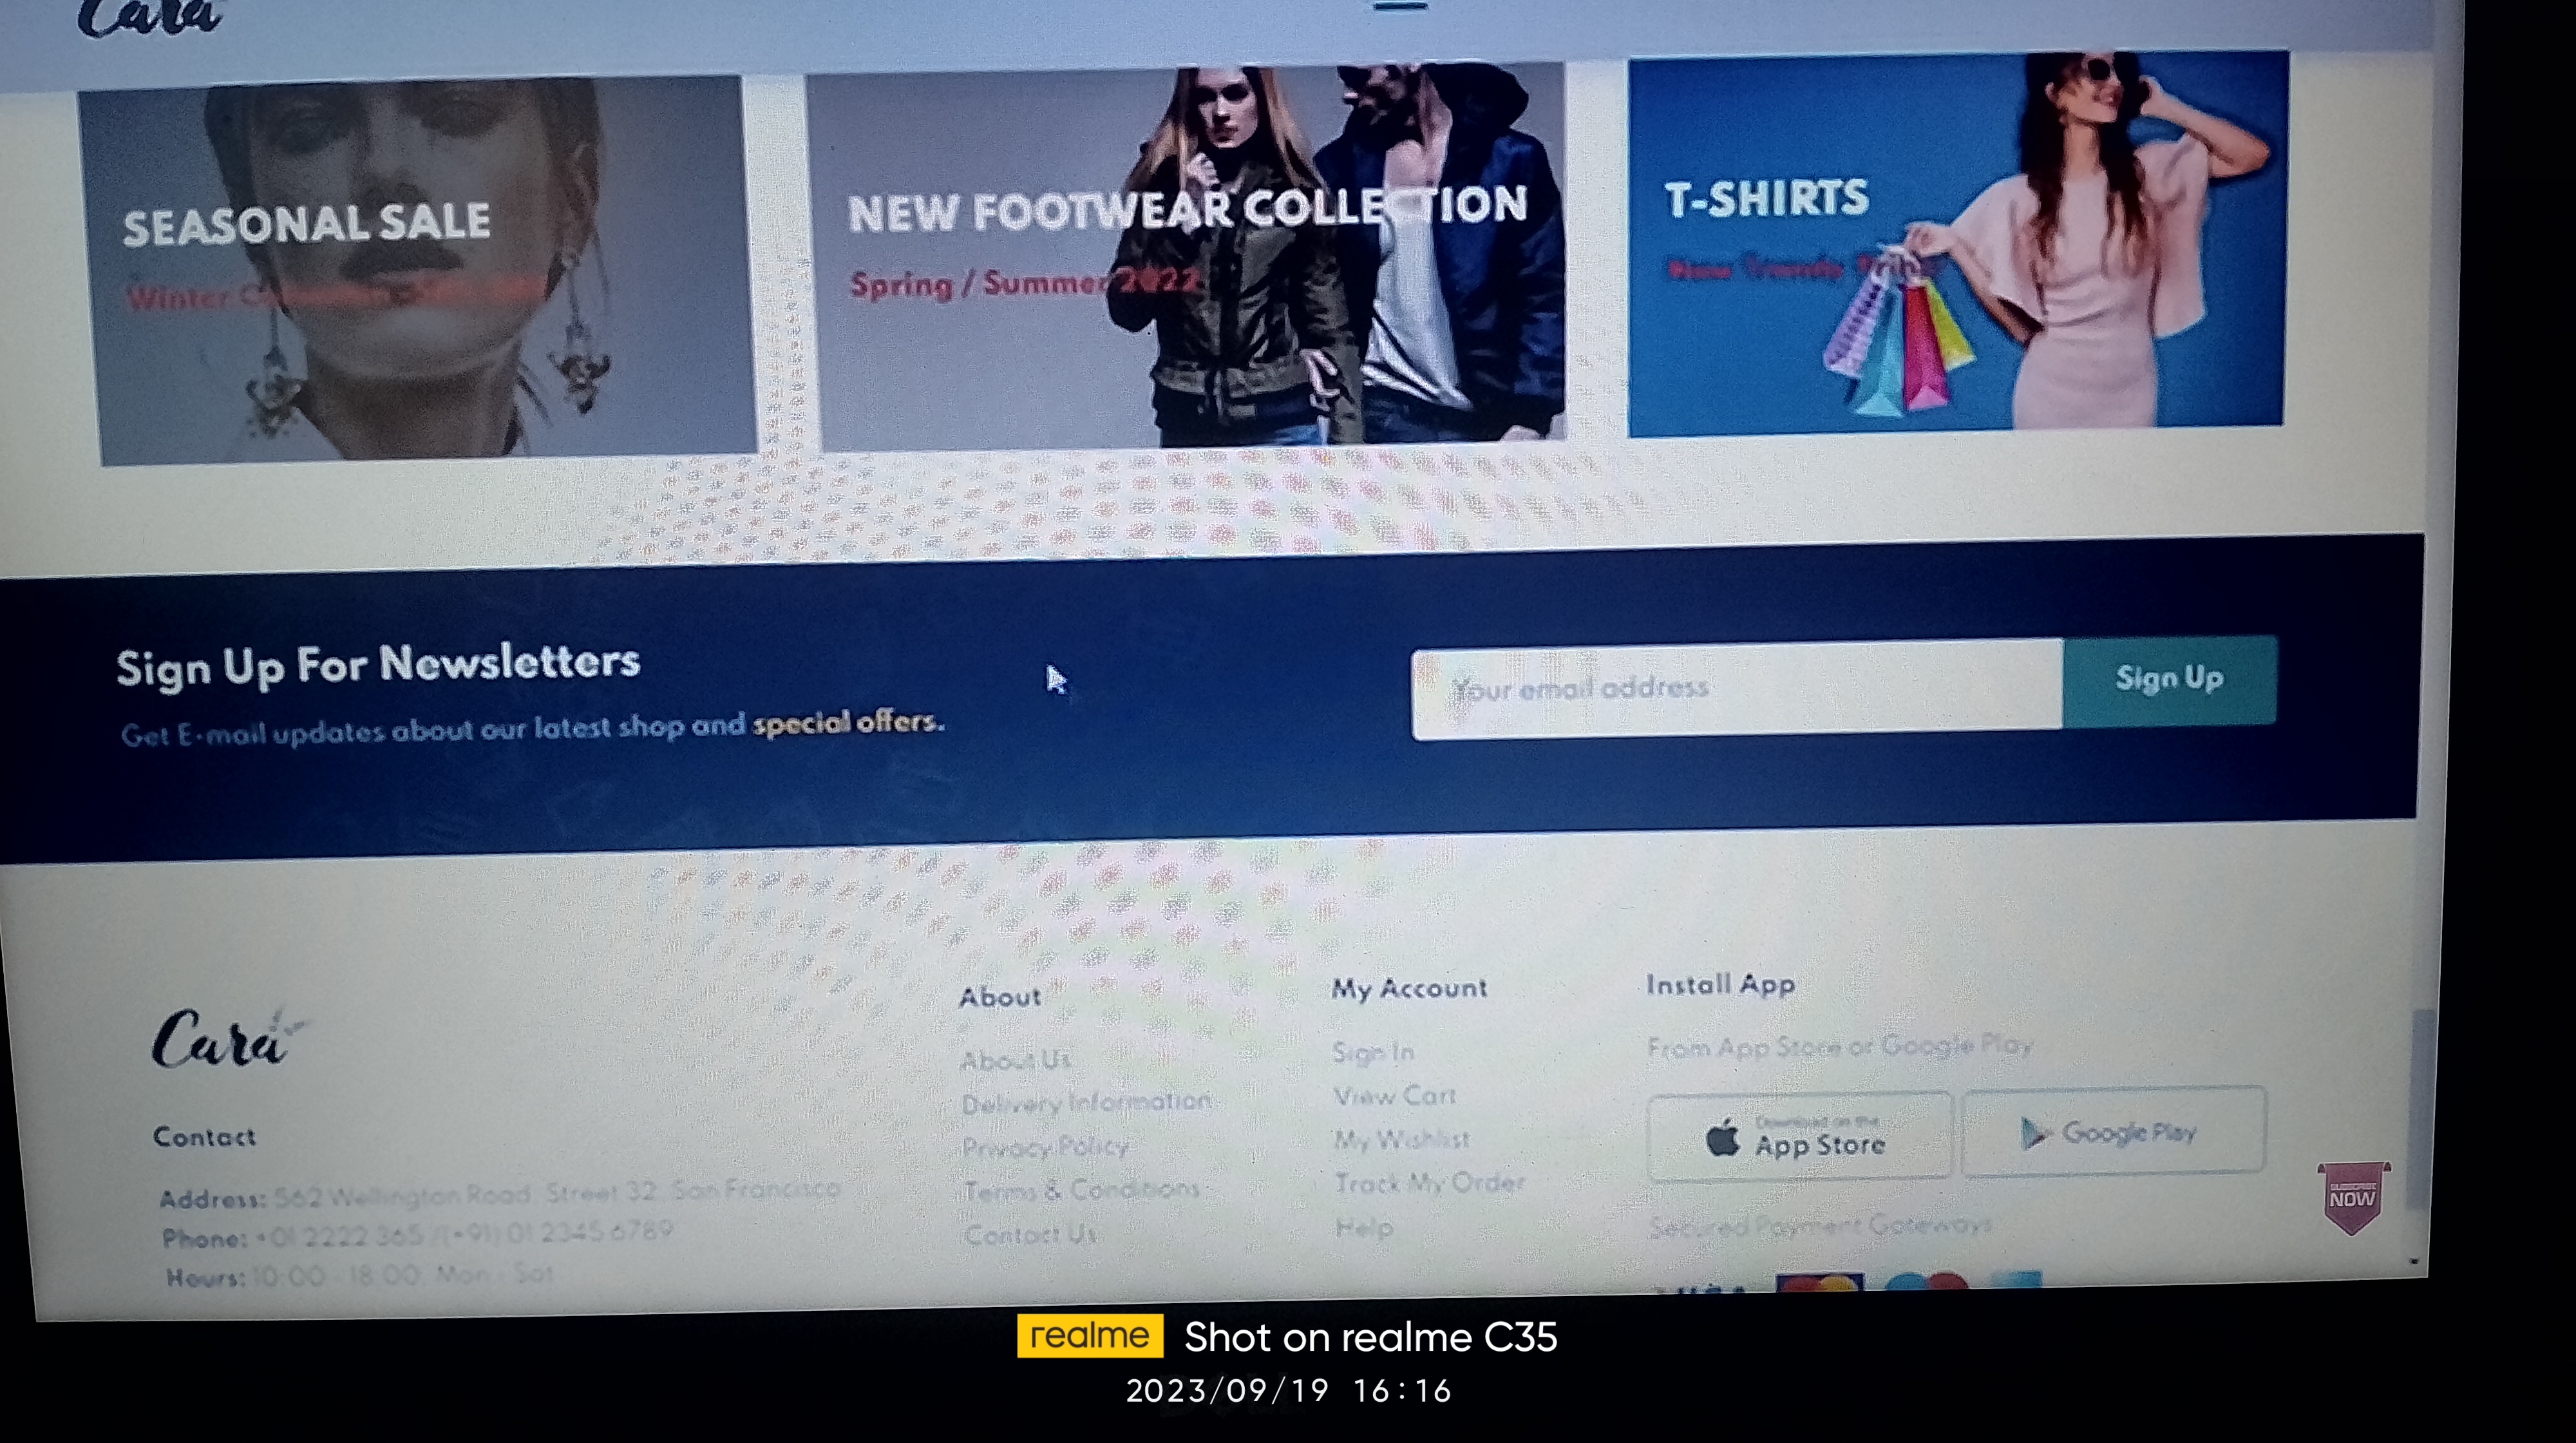 Cara
SEASONAL SALE
Winter
NEW FOOTWEAR COLLECTION
Spring / Summer 2022
T-SHIRTS
New Trendy
Sign Up For Newsletters
Get E-mail updates about our latest shop and special offers.
Your email address
Sign Up
Cara
Contact
Address: 562 Wellington Road, Street 32, San Francisco
Phone: +01 2222 365 /(+91) 01 2345 6789
Hours: 10:00 - 18:00, Mon - Sat
About
About Us
Delivery Information
Privacy Policy
Terms & Conditions
Contact Us
My Account
Sign In
View Cart
My Wishlist
Track My Order
Help
Install App
From App Store or Google Play
Download on the
App Store
Google Play
Secured Payment Gateways
SUBSCRIBE
NOW
realme Shot on realme C35
2023/09/19 16:16